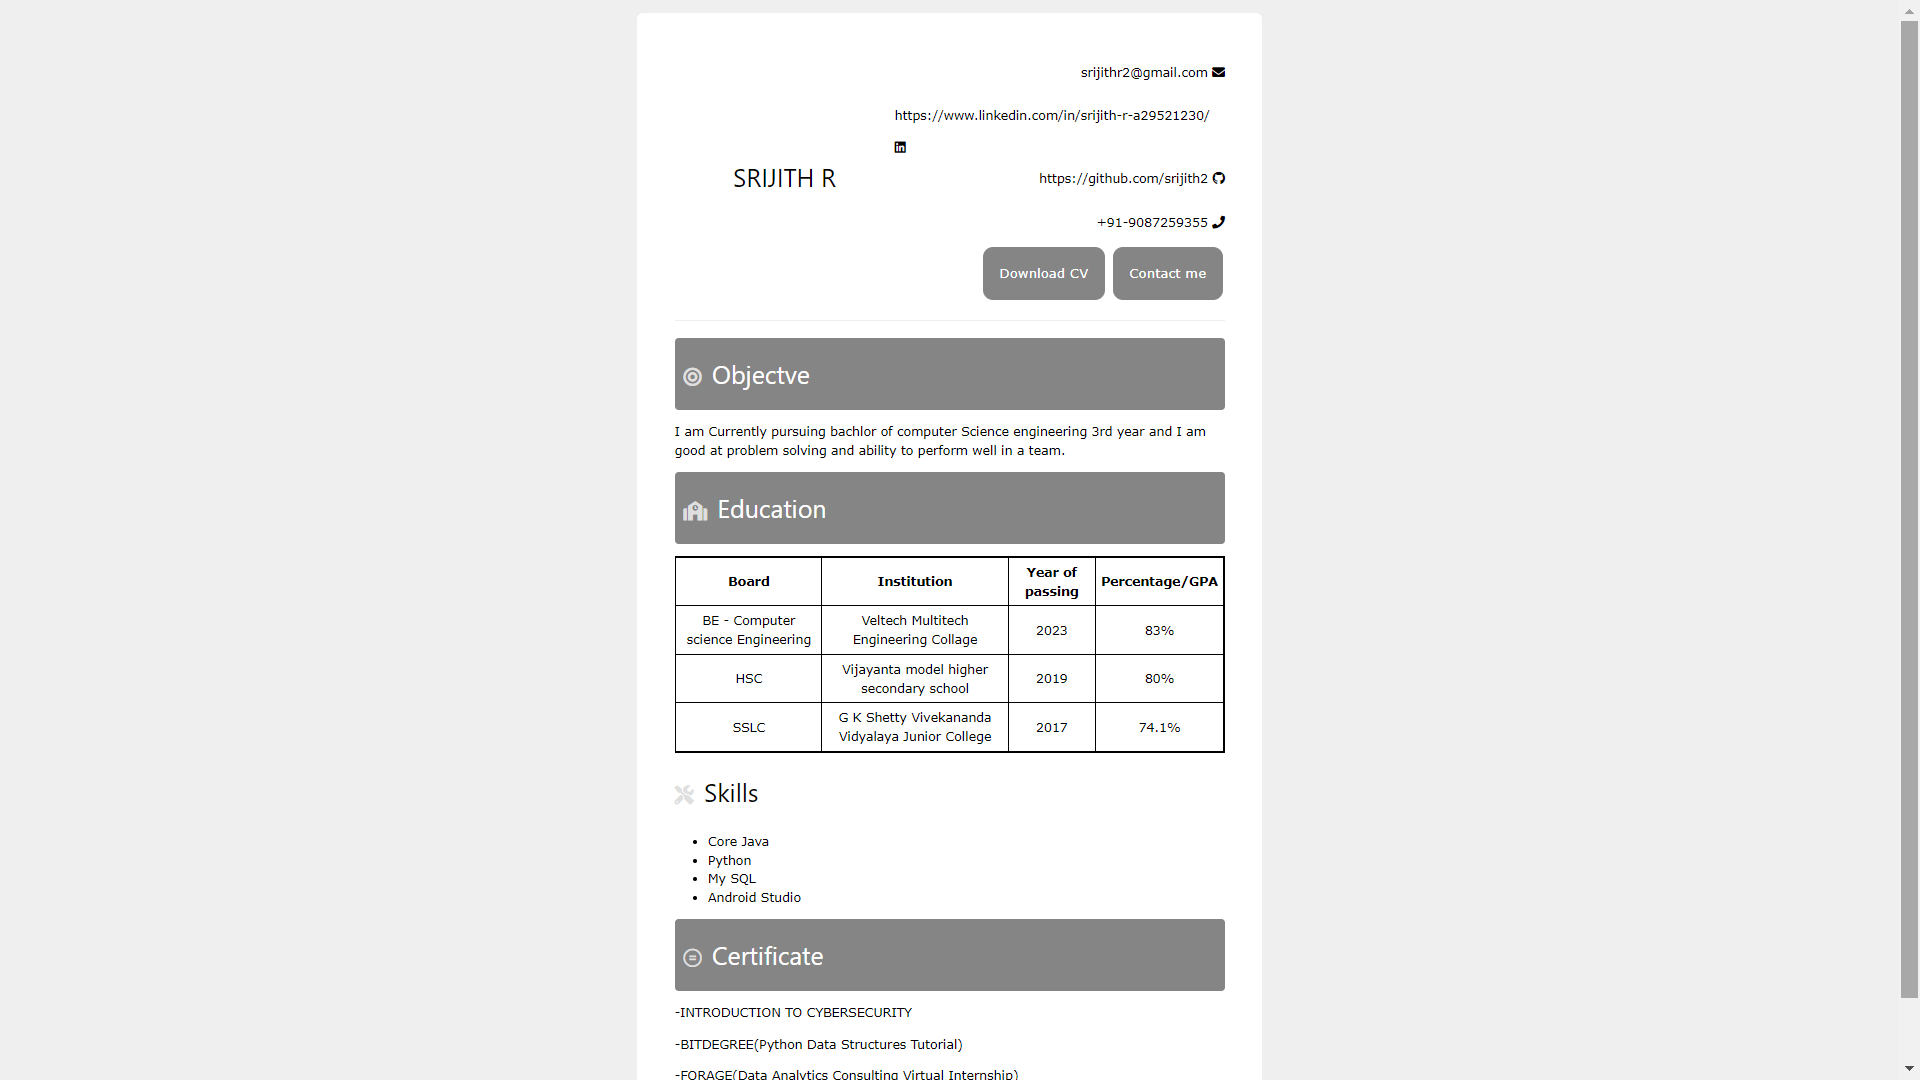 srijithr2@gmail.com
https://www.linkedin.com/in/srijith-r-a29521230/
SRIJITH R
https://github.com/srijith2
+91-9087259355
Download CV
Contact me
Objectve
I am Currently pursuing bachlor of computer Science engineering 3rd year and I am
good at problem solving and ability to perform well in a team.
Education
Board Institution Year of passing Percentage/GPA
BE - Computer science Engineering Veltech Multitech Engineering Collage 2023 83%
HSC Vijayanta model higher secondary school 2019 80%
SSLC G K Shetty Vivekananda Vidyalaya Junior College 2017 74.1%
Skills
Core Java
Python
My SQL
Android Studio
Certificate
-INTRODUCTION TO CYBERSECURITY
-BITDEGREE(Python Data Structures Tutorial)
-FORAGE(Data Analytics Consulting Virtual Internship)